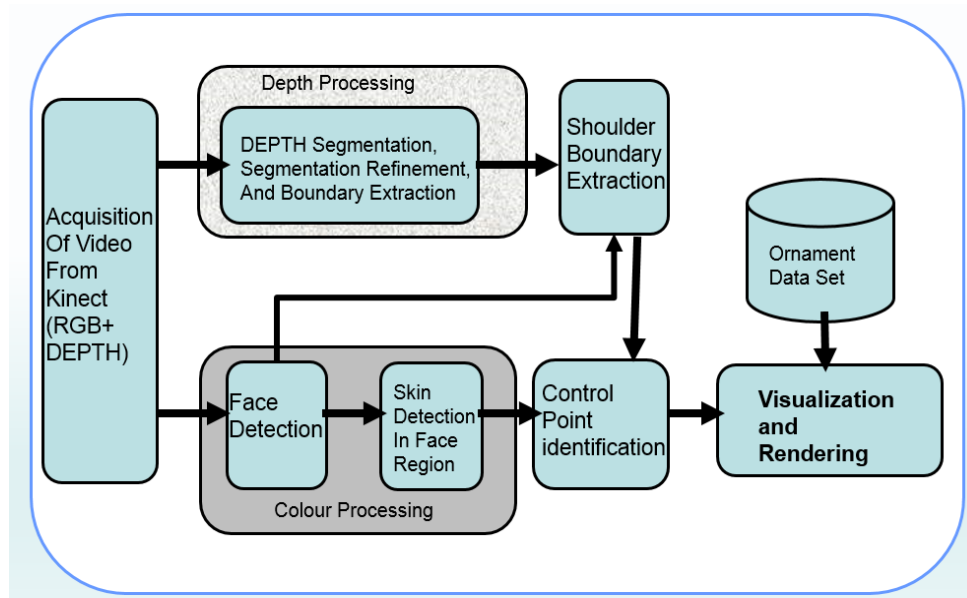 Depth Processing
DEPTH Segmentation,
Segmentation Refinement,
And Boundary Extraction
Shoulder
Boundary
Extraction
Acquisition
Of Video
From
Kinect
(RGB+
DEPTH)
Ornament
Data Set
Face
Detection
Skin
Detection
In Face
Region
Colour Processing
Control
Point
identification
Visualization
and
Rendering